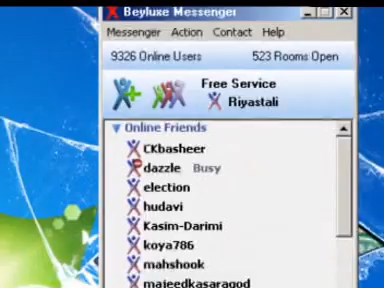 Beyluxe Messenger
Messenger Action Contact Help
9326 Online Users 523 Rooms Open
Free Service
Riyastali
Online Friends
CKbasheer
dazzle Busy
election
hudavi
Kasim-Darimi
koya786
mahshook
majeedkasaragod